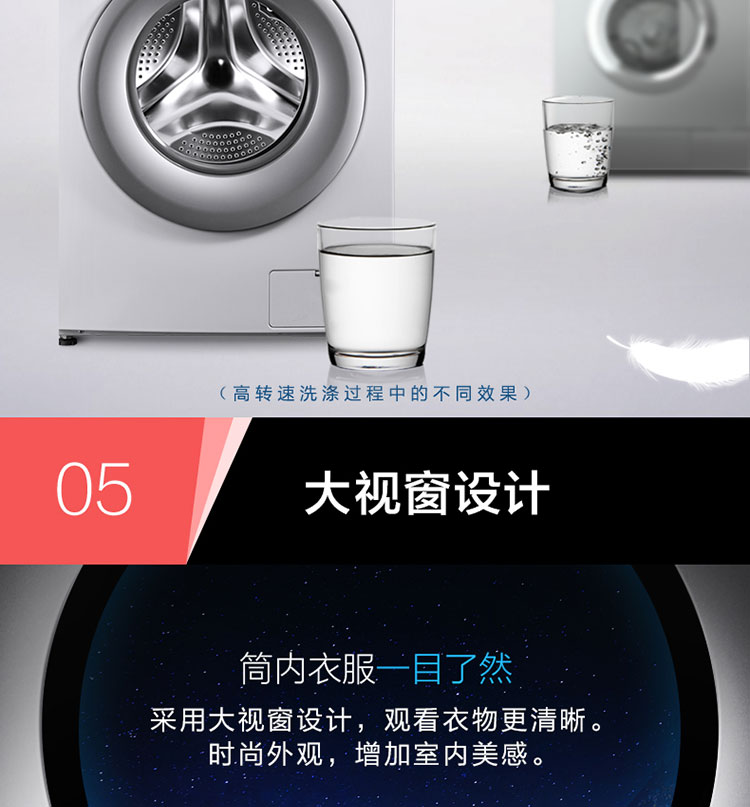 （高转速洗涤过程中的不同效果）
05
大视窗设计
筒内衣服一目了然
采用大视窗设计，观看衣物更清晰。
时尚外观，增加室内美感。